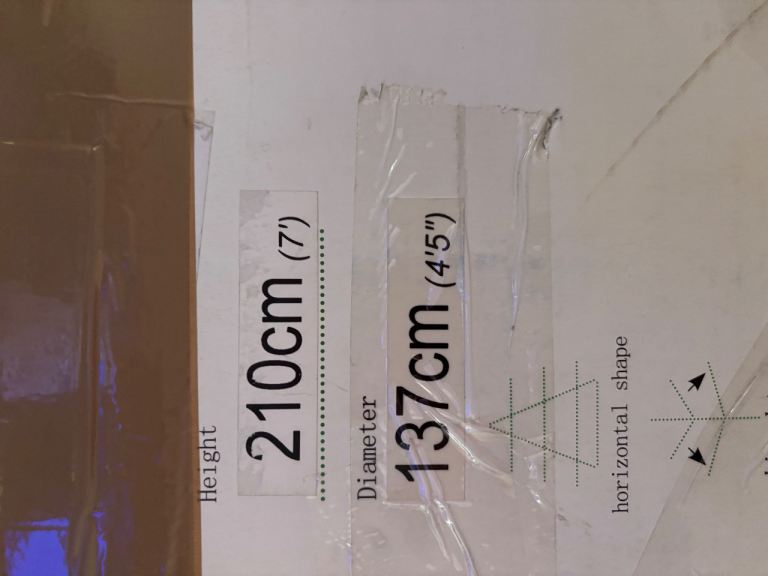 Height
210cm (7')
Diameter
137cm (4'5")
horizontal shape